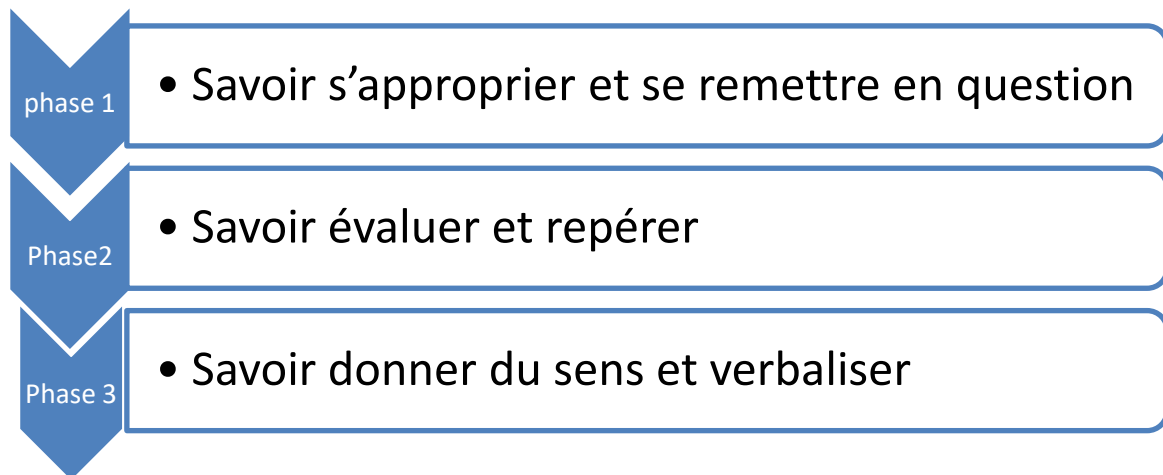 phase 1
• Savoir s’approprier et se remettre en question
Phase2
• Savoir évaluer et repérer
Phase 3
• Savoir donner du sens et verbaliser